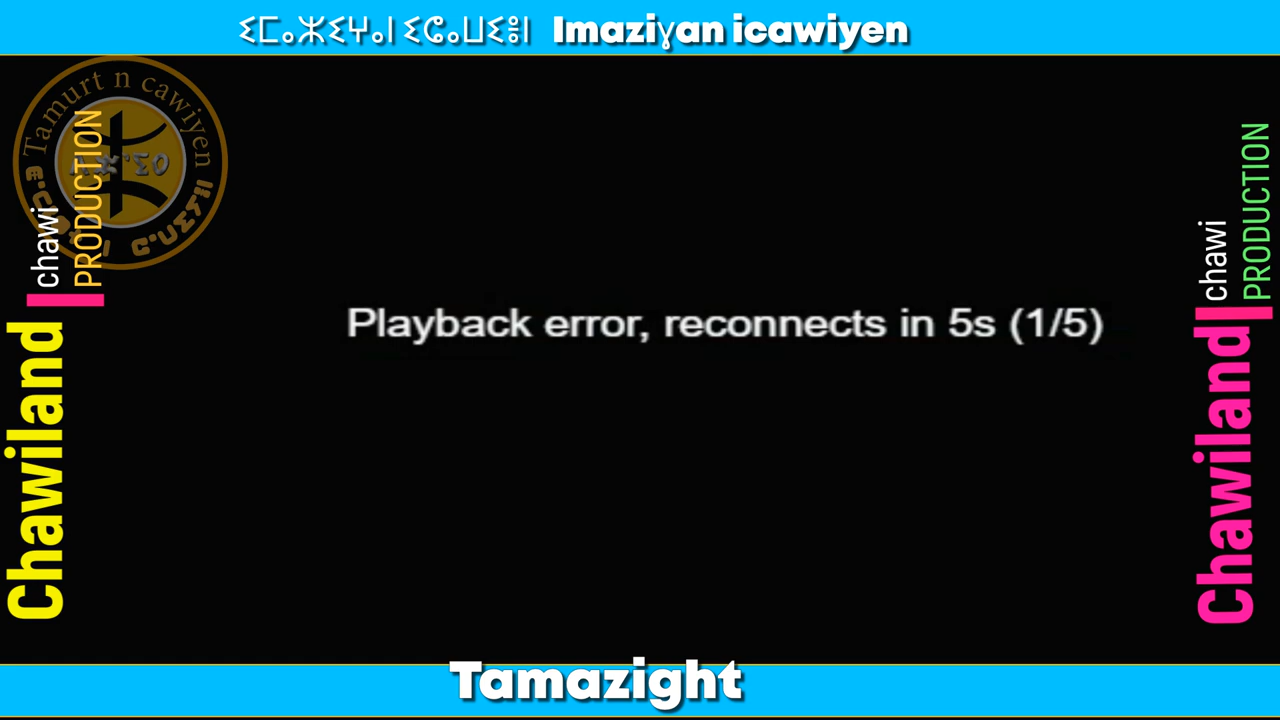 ⵉⵎⴰⵣⵉⵖⴰⵏ ⵉⵛⴰⵡⵉⴻⵏ Imaziɣan icawiyen
Tamurt n cawiyen
chawi
PRODUCTION
Chawiland
Playback error, reconnects in 5s (1/5)
chawi
PRODUCTION
Chawiland
Tamazight